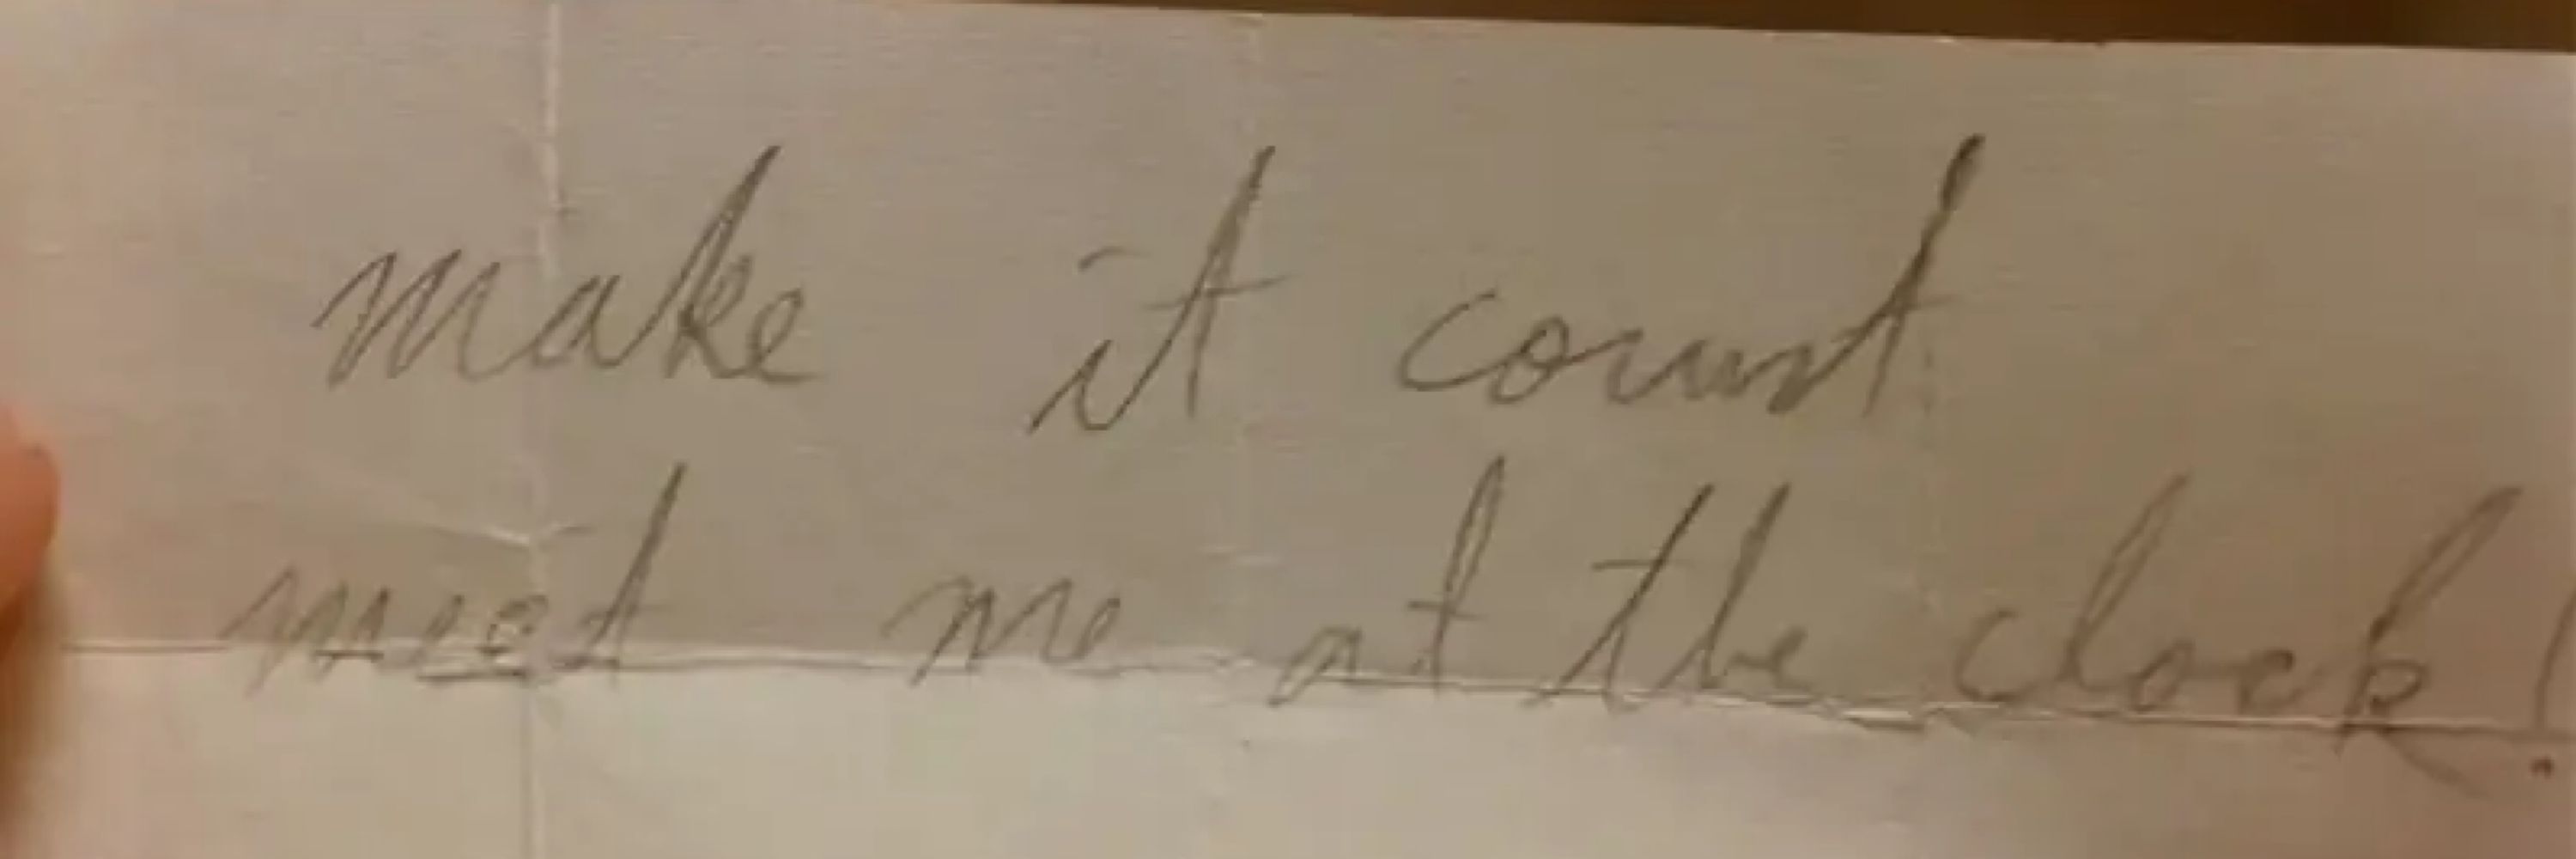 make it count
meet me at the clock!